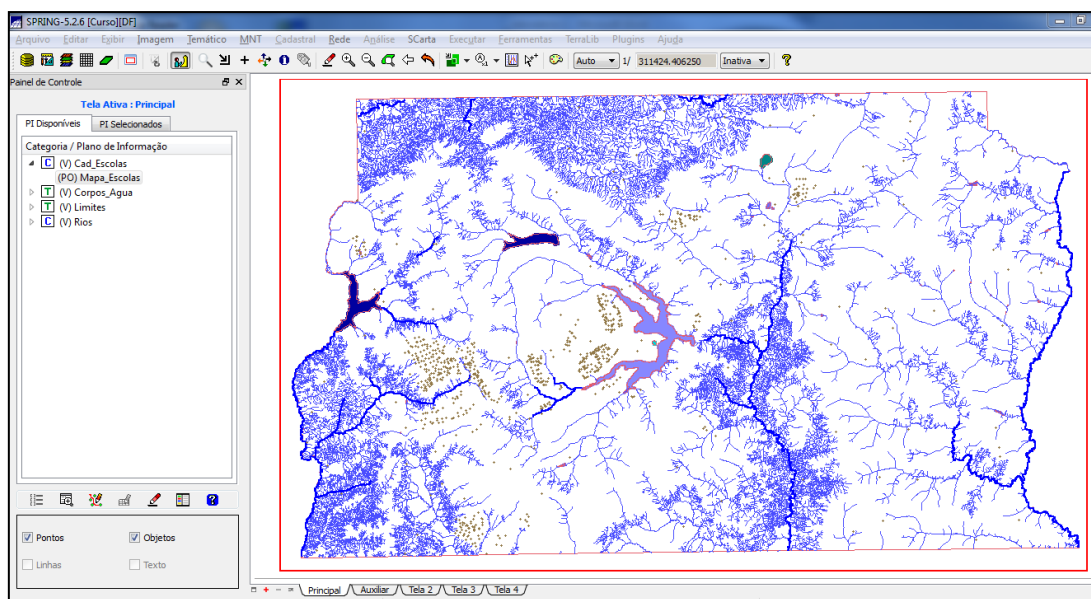 SPRING-5.2.6 [Curso][DF]
Arquivo Editar Exibir Imagem Temático MNT Cadastral Rede Análise SCarta Executar Ferramentas TerraLib Plugins Ajuda
Auto 1/ 311424.406250 Inativa
Painel de Controle
Tela Ativa : Principal
PI Disponíveis PI Selecionados
Categoria / Plano de Informação
C (V) Cad_Escolas
(PO) Mapa_Escolas
T (V) Corpos_Agua
T (V) Limites
C (V) Rios
Pontos Objetos
Linhas Texto
Principal Auxiliar Tela 2 Tela 3 Tela 4